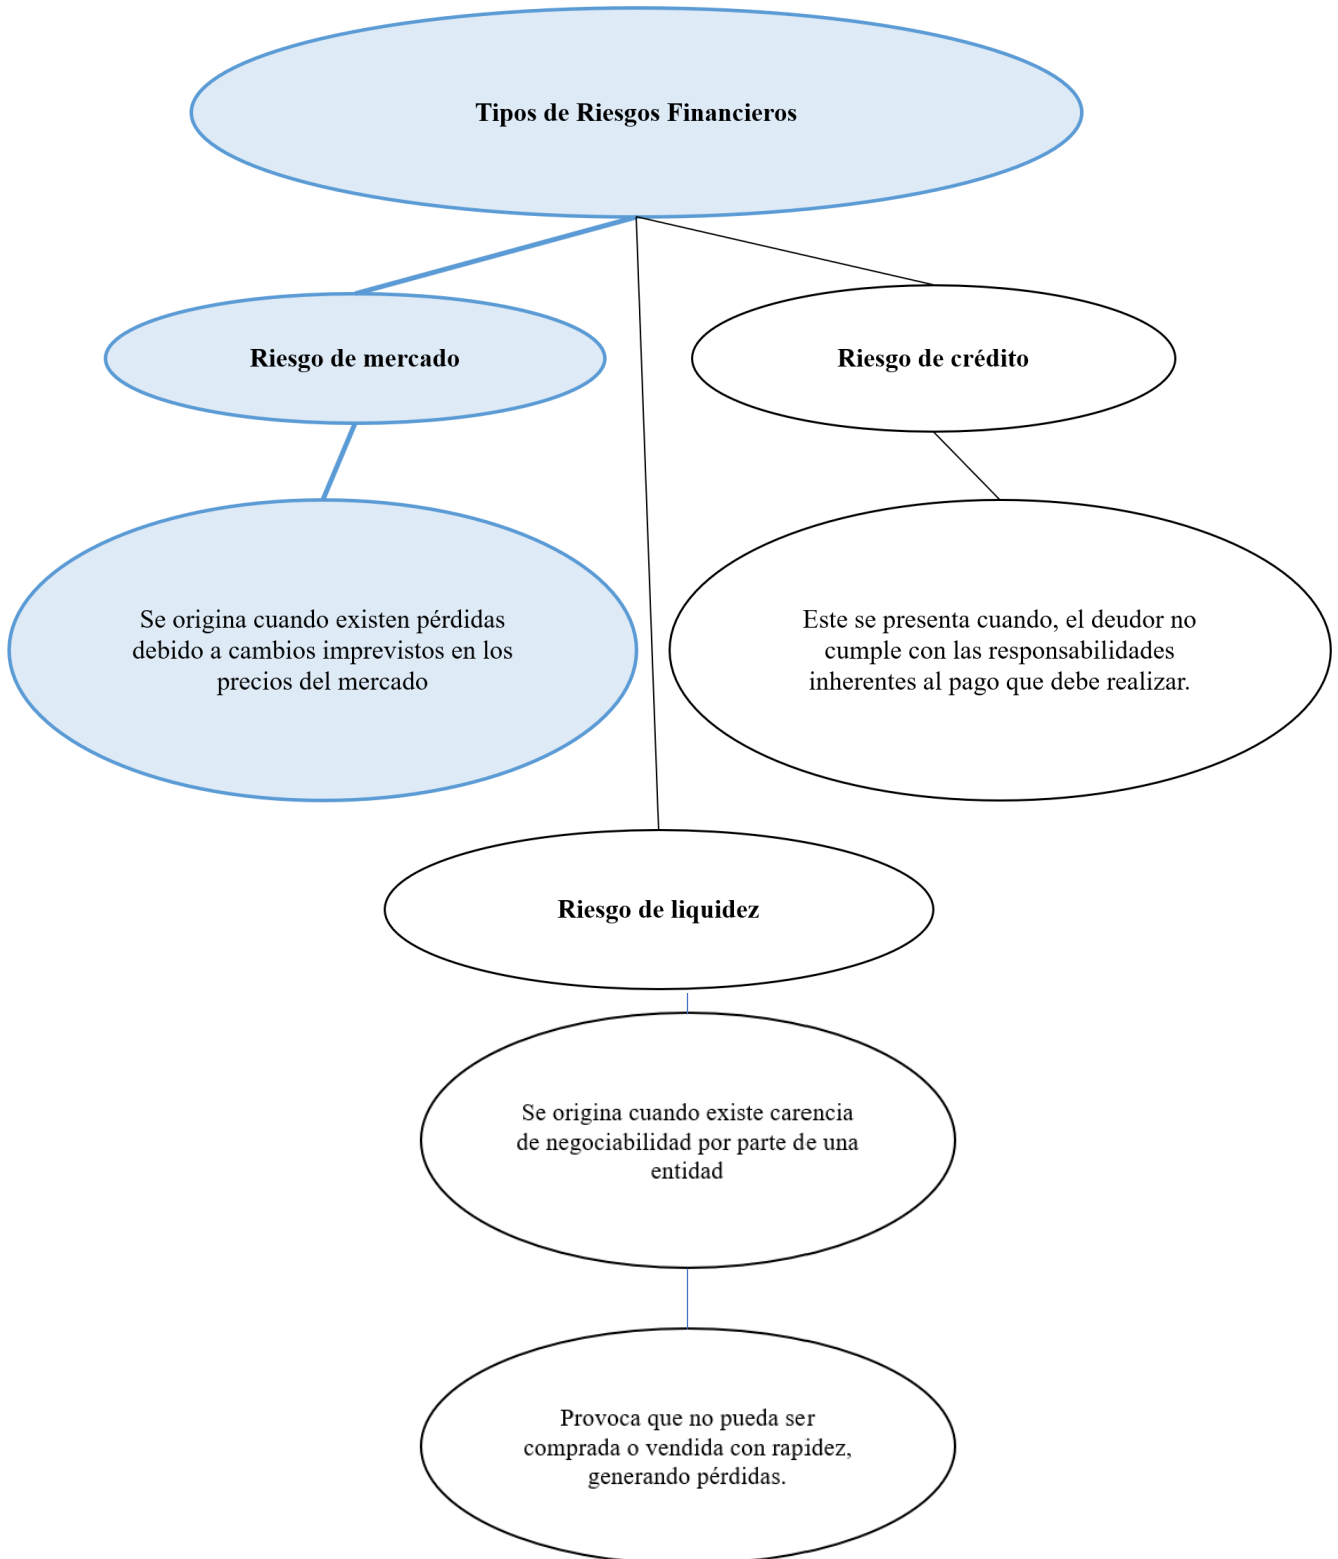 Tipos de Riesgos Financieros
Riesgo de mercado
Riesgo de crédito
Se origina cuando existen pérdidas
debido a cambios imprevistos en los
precios del mercado
Este se presenta cuando, el deudor no
cumple con las responsabilidades
inherentes al pago que debe realizar.
Riesgo de liquidez
Se origina cuando existe carencia
de negociabilidad por parte de una
entidad
Provoca que no pueda ser
comprada o vendida con rapidez,
generando pérdidas.